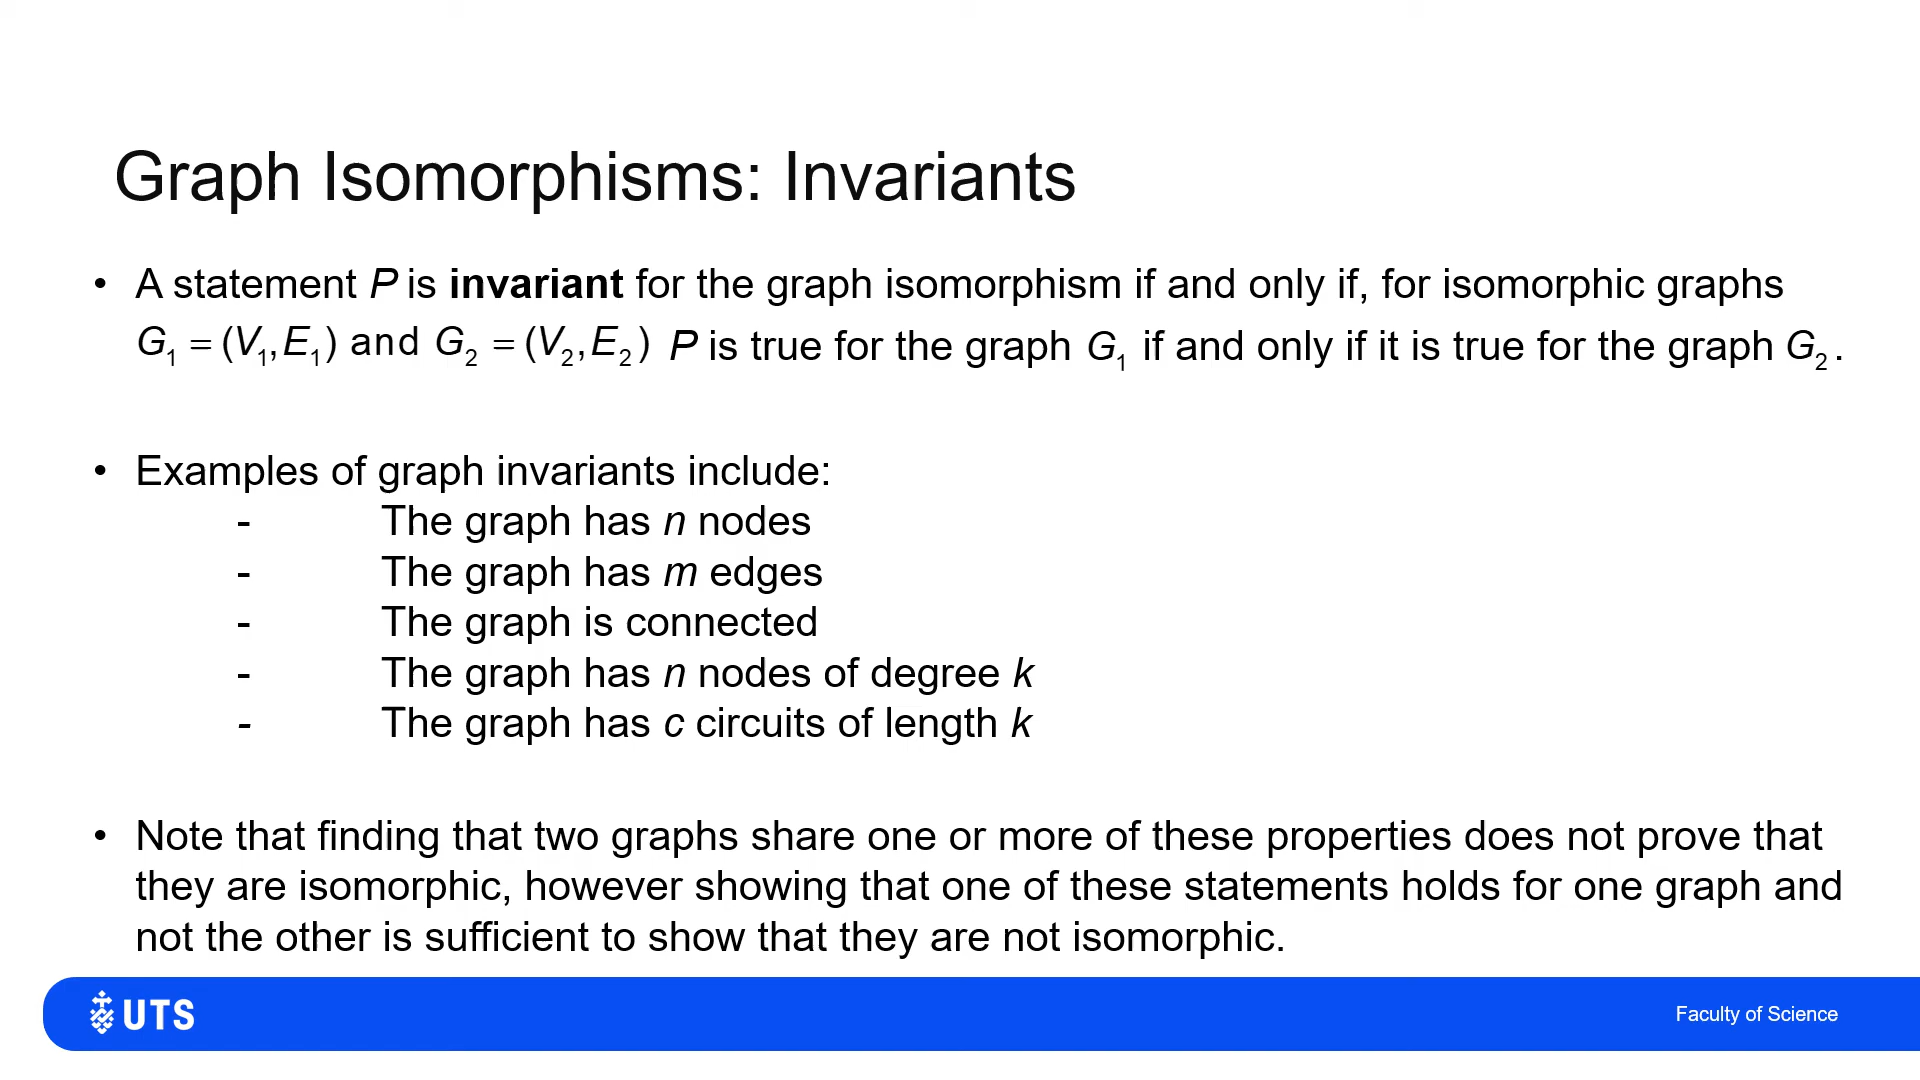 Graph Isomorphisms: Invariants
• A statement P is invariant for the graph isomorphism if and only if, for isomorphic graphs
G₁ = (V₁, E₁) and G₂ = (V₂, E₂) P is true for the graph G₁ if and only if it is true for the graph G₂.
• Examples of graph invariants include:
- The graph has n nodes
- The graph has m edges
- The graph is connected
- The graph has n nodes of degree k
- The graph has c circuits of length k
• Note that finding that two graphs share one or more of these properties does not prove that
they are isomorphic, however showing that one of these statements holds for one graph and
not the other is sufficient to show that they are not isomorphic.
UTS
Faculty of Science